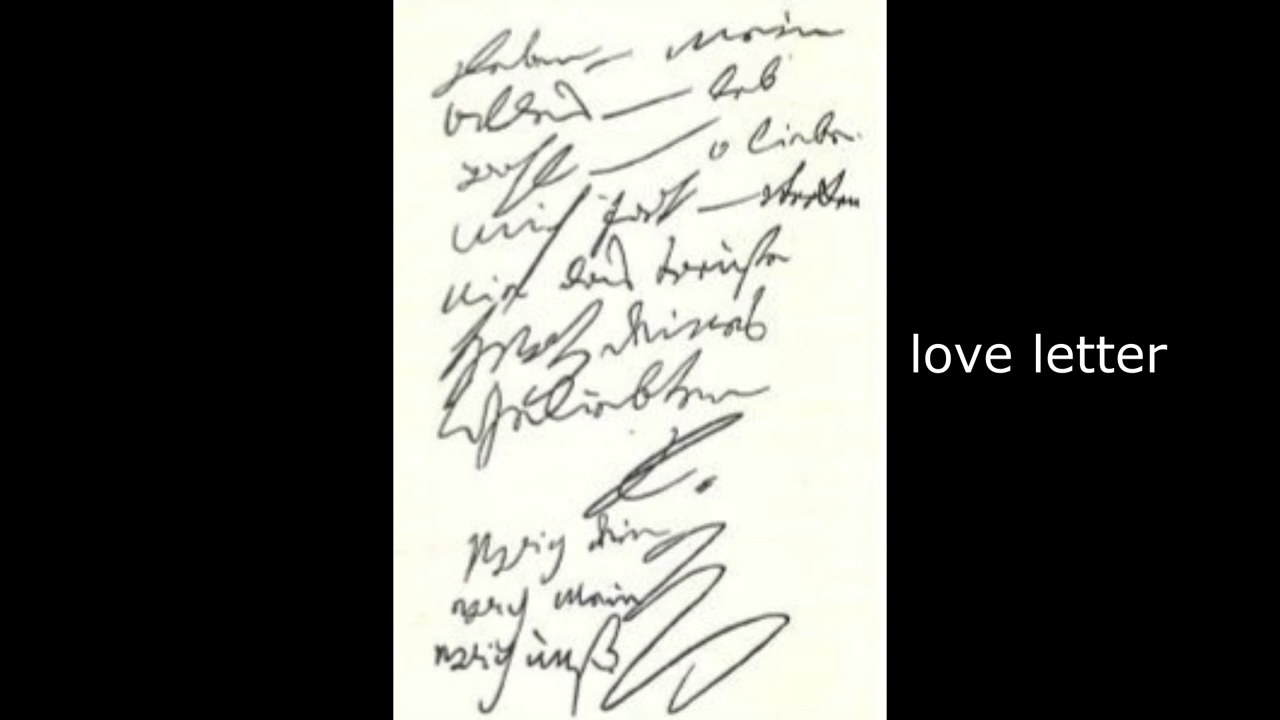 leben – Mein
alles – leb
wohl – o liebe
mich fort – verken
nie das treuste
Herz deines
Geliebten
L.
ewig dein
ewig mein
ewig unß
love letter